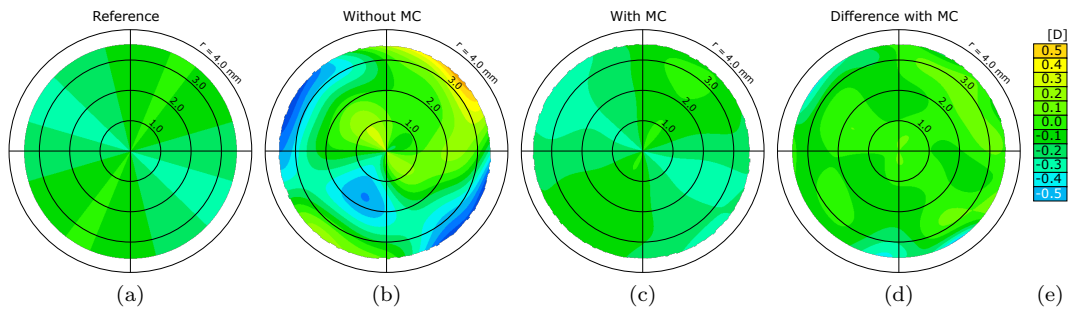 Reference
Without MC
With MC
Difference with MC
r = 4.0 mm
3.0
2.0
1.0
r = 4.0 mm
3.0
2.0
1.0
r = 4.0 mm
3.0
2.0
1.0
r = 4.0 mm
3.0
2.0
1.0
[D]
0.5
0.4
0.3
0.2
0.1
0.0
-0.1
-0.2
-0.3
-0.4
-0.5
(a)
(b)
(c)
(d)
(e)